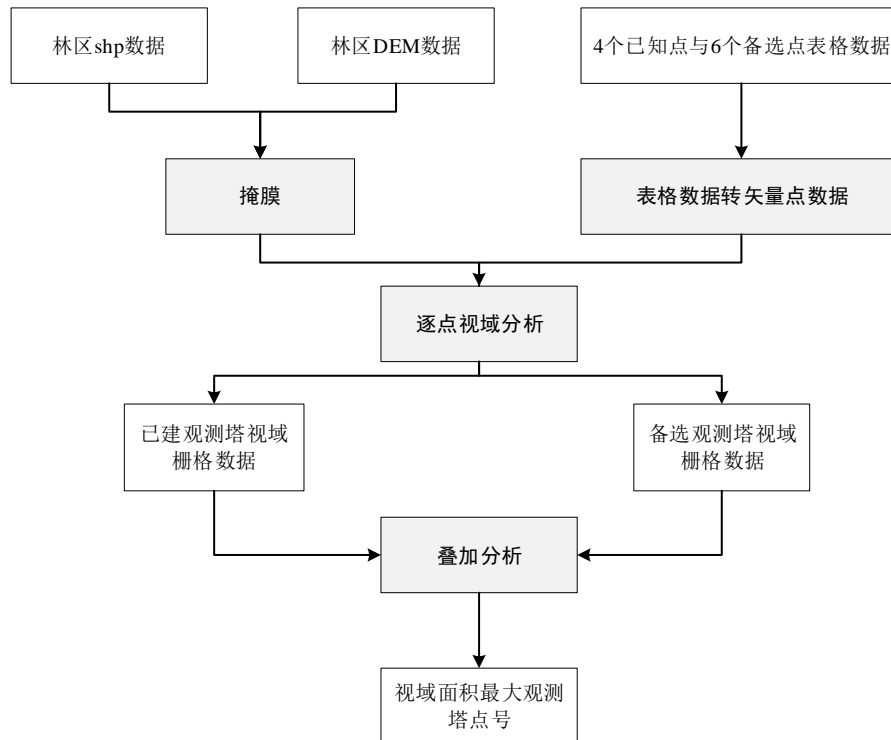 林区shp数据
林区DEM数据
4个已知点与6个备选点表格数据
掩膜
表格数据转矢量点数据
逐点视域分析
已建观测塔视域
栅格数据
备选观测塔视域
栅格数据
叠加分析
视域面积最大观测
塔点号